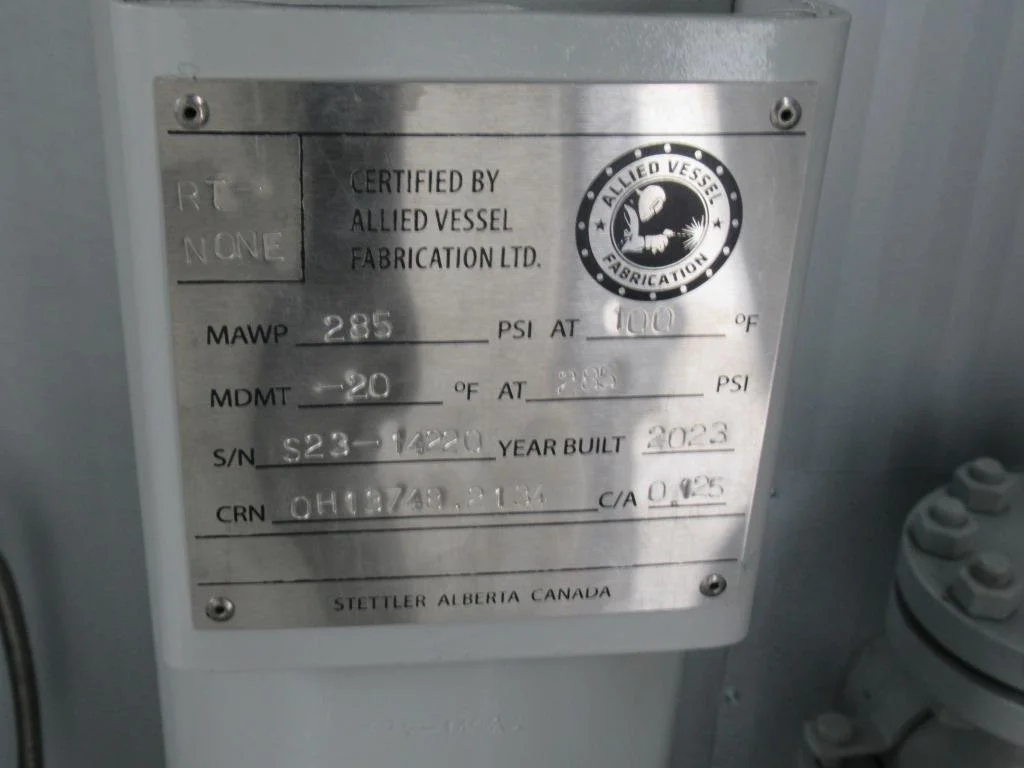 RT-
NONE
CERTIFIED BY
ALLIED VESSEL
FABRICATION LTD.
ALLIED VESSEL
FABRICATION
MAWP 285 PSI AT 100 °F
MDMT -20 °F AT 285 PSI
S/N S23-14220 YEAR BUILT 2023
CRN C/A 0.125
STETTLER ALBERTA CANADA